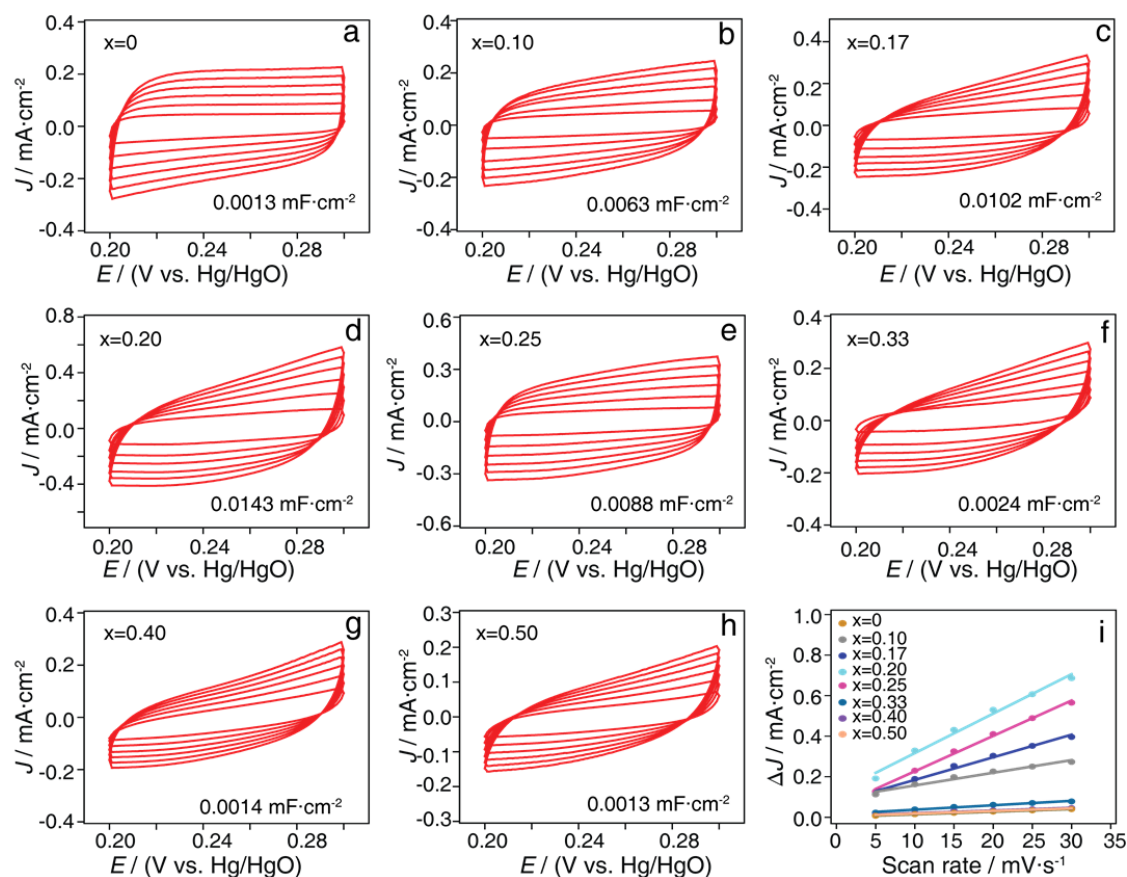 a
x=0
0.4
0.2
0.0
-0.2
-0.4
J / mA·cm-2
0.0013 mF·cm-2
0.20 0.24 0.28
E / (V vs. Hg/HgO)
b
x=0.10
0.4
0.2
0.0
-0.2
-0.4
J / mA·cm-2
0.0063 mF·cm-2
0.20 0.24 0.28
E / (V vs. Hg/HgO)
c
x=0.17
0.4
0.2
0.0
-0.2
-0.4
J / mA·cm-2
0.0102 mF·cm-2
0.20 0.24 0.28
E / (V vs. Hg/HgO)
d
x=0.20
0.8
0.4
0.0
-0.4
J / mA·cm-2
0.0143 mF·cm-2
0.20 0.24 0.28
E / (V vs. Hg/HgO)
e
x=0.25
0.6
0.3
0.0
-0.3
-0.6
J / mA·cm-2
0.0088 mF·cm-2
0.20 0.24 0.28
E / (V vs. Hg/HgO)
f
x=0.33
0.4
0.2
0.0
-0.2
-0.4
J / mA·cm-2
0.0024 mF·cm-2
0.20 0.24 0.28
E / (V vs. Hg/HgO)
g
x=0.40
0.4
0.2
0.0
-0.2
-0.4
J / mA·cm-2
0.0014 mF·cm-2
0.20 0.24 0.28
E / (V vs. Hg/HgO)
h
x=0.50
0.3
0.2
0.1
0.0
-0.1
-0.2
-0.3
J / mA·cm-2
0.0013 mF·cm-2
0.20 0.24 0.28
E / (V vs. Hg/HgO)
i
x=0
x=0.10
x=0.17
x=0.20
x=0.25
x=0.33
x=0.40
x=0.50
1.0
0.8
0.6
0.4
0.2
0.0
ΔJ / mA·cm-2
0 5 10 15 20 25 30 35
Scan rate / mV·s-1